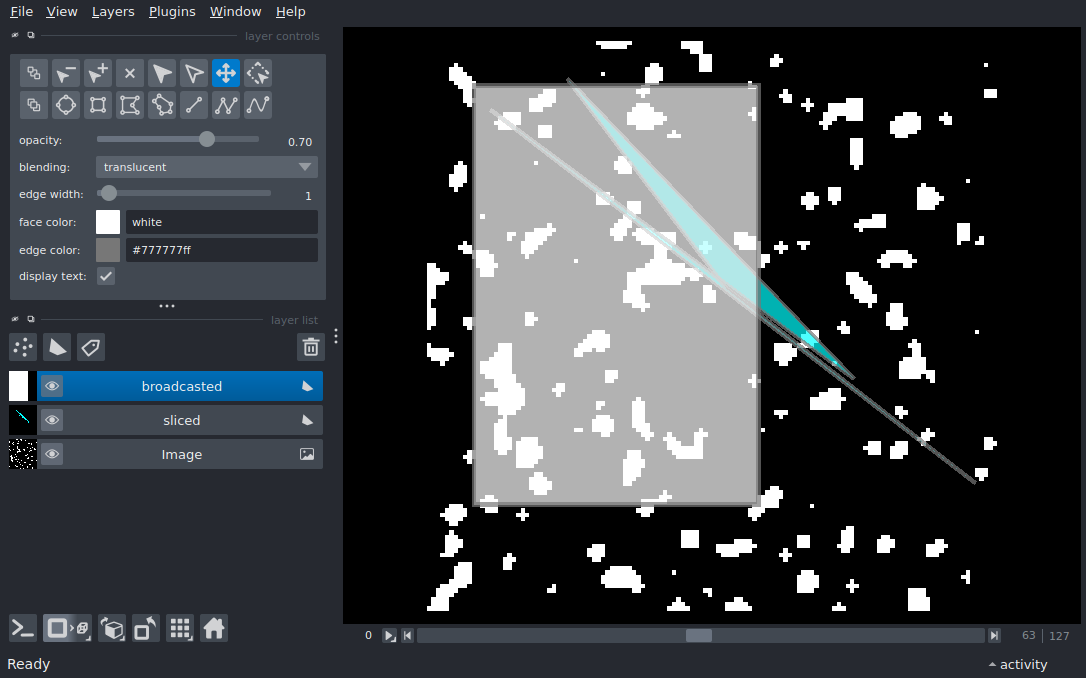 File View Layers Plugins Window Help
layer controls
opacity: 0.70
blending: translucent
edge width: 1
face color: white
edge color: #777777ff
display text:
layer list
broadcasted
sliced
Image
0 63 127
Ready activity